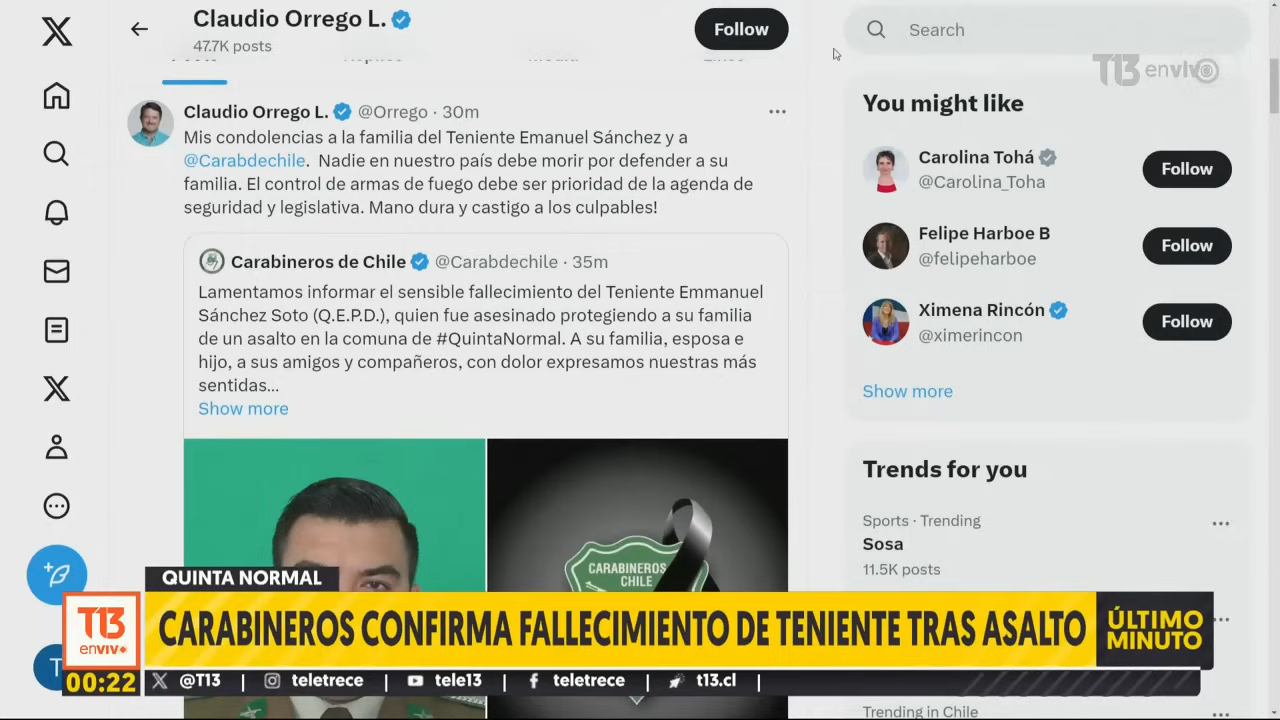 Claudio Orrego L.
47.7K posts
Follow
Search
T13 envivo
Posts
Replies
Media
Likes
Claudio Orrego L. @Orrego · 30m
Mis condolencias a la familia del Teniente Emanuel Sánchez y a
@Carabdechile. Nadie en nuestro país debe morir por defender a su
familia. El control de armas de fuego debe ser prioridad de la agenda de
seguridad y legislativa. Mano dura y castigo a los culpables!
Carabineros de Chile @Carabdechile · 35m
Lamentamos informar el sensible fallecimiento del Teniente Emmanuel
Sánchez Soto (Q.E.P.D.), quien fue asesinado protegiendo a su familia
de un asalto en la comuna de #QuintaNormal. A su familia, esposa e
hijo, a sus amigos y compañeros, con dolor expresamos nuestras más
sentidas...
Show more
CARABINEROS
CHILE
You might like
Carolina Tohá
@Carolina_Toha
Follow
Felipe Harboe B
@felipeharboe
Follow
Ximena Rincón
@ximerincon
Follow
Show more
Trends for you
Sports · Trending
Sosa
11.5K posts
Trending in Chile
QUINTA NORMAL
T13
envivo
CARABINEROS CONFIRMA FALLECIMIENTO DE TENIENTE TRAS ASALTO
ÚLTIMO
MINUTO
00:22
@T13 | teletrece | tele13 | teletrece | t13.cl |